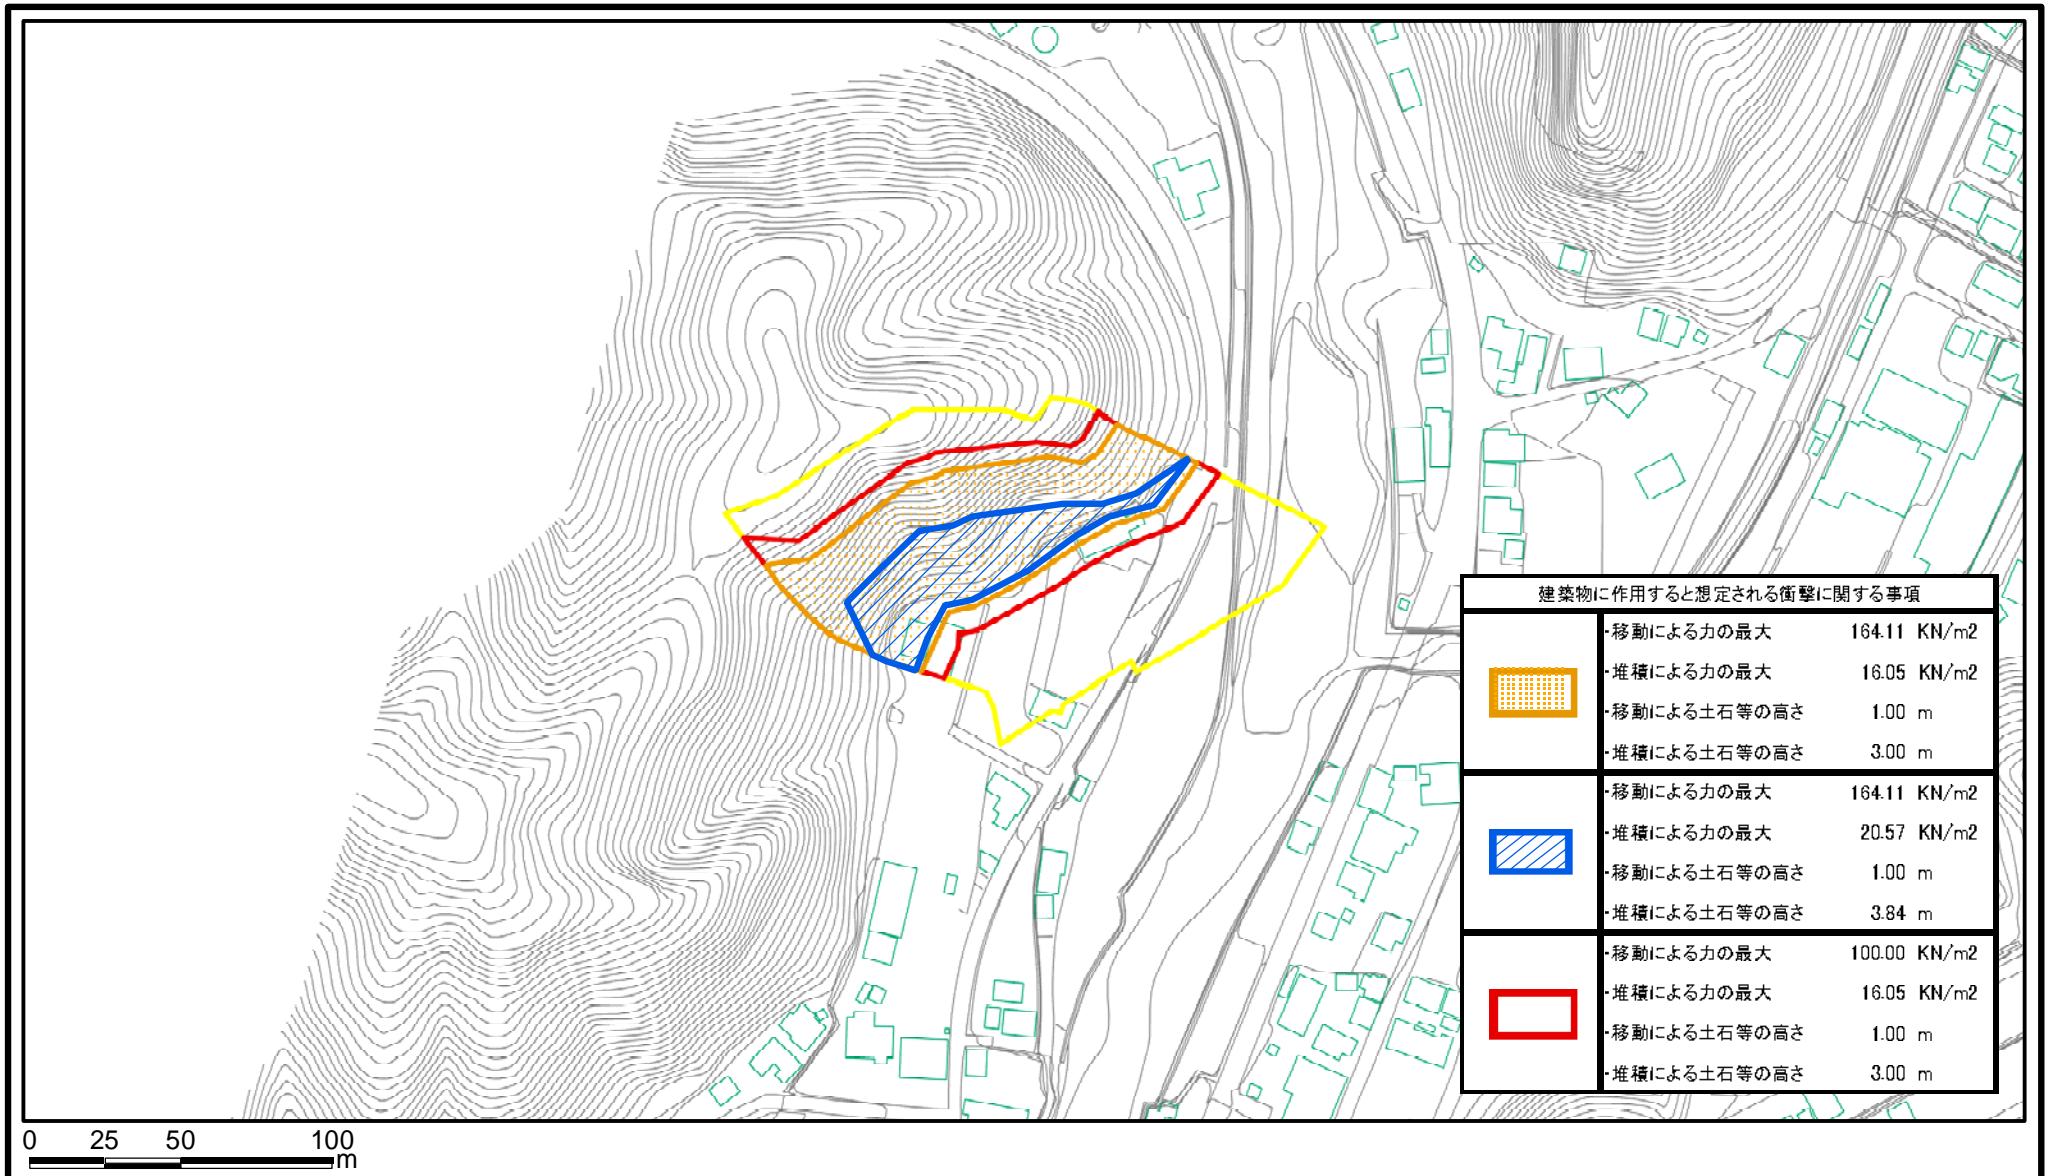 建築物に作用すると想定される衝撃に関する事項
・移動による力の最大 164.11 KN/m2
・堆積による力の最大 16.05 KN/m2
・移動による土石等の高さ 1.00 m
・堆積による土石等の高さ 3.00 m
・移動による力の最大 164.11 KN/m2
・堆積による力の最大 20.57 KN/m2
・移動による土石等の高さ 1.00 m
・堆積による土石等の高さ 3.84 m
・移動による力の最大 100.00 KN/m2
・堆積による力の最大 16.05 KN/m2
・移動による土石等の高さ 1.00 m
・堆積による土石等の高さ 3.00 m
0 25 50 100
m